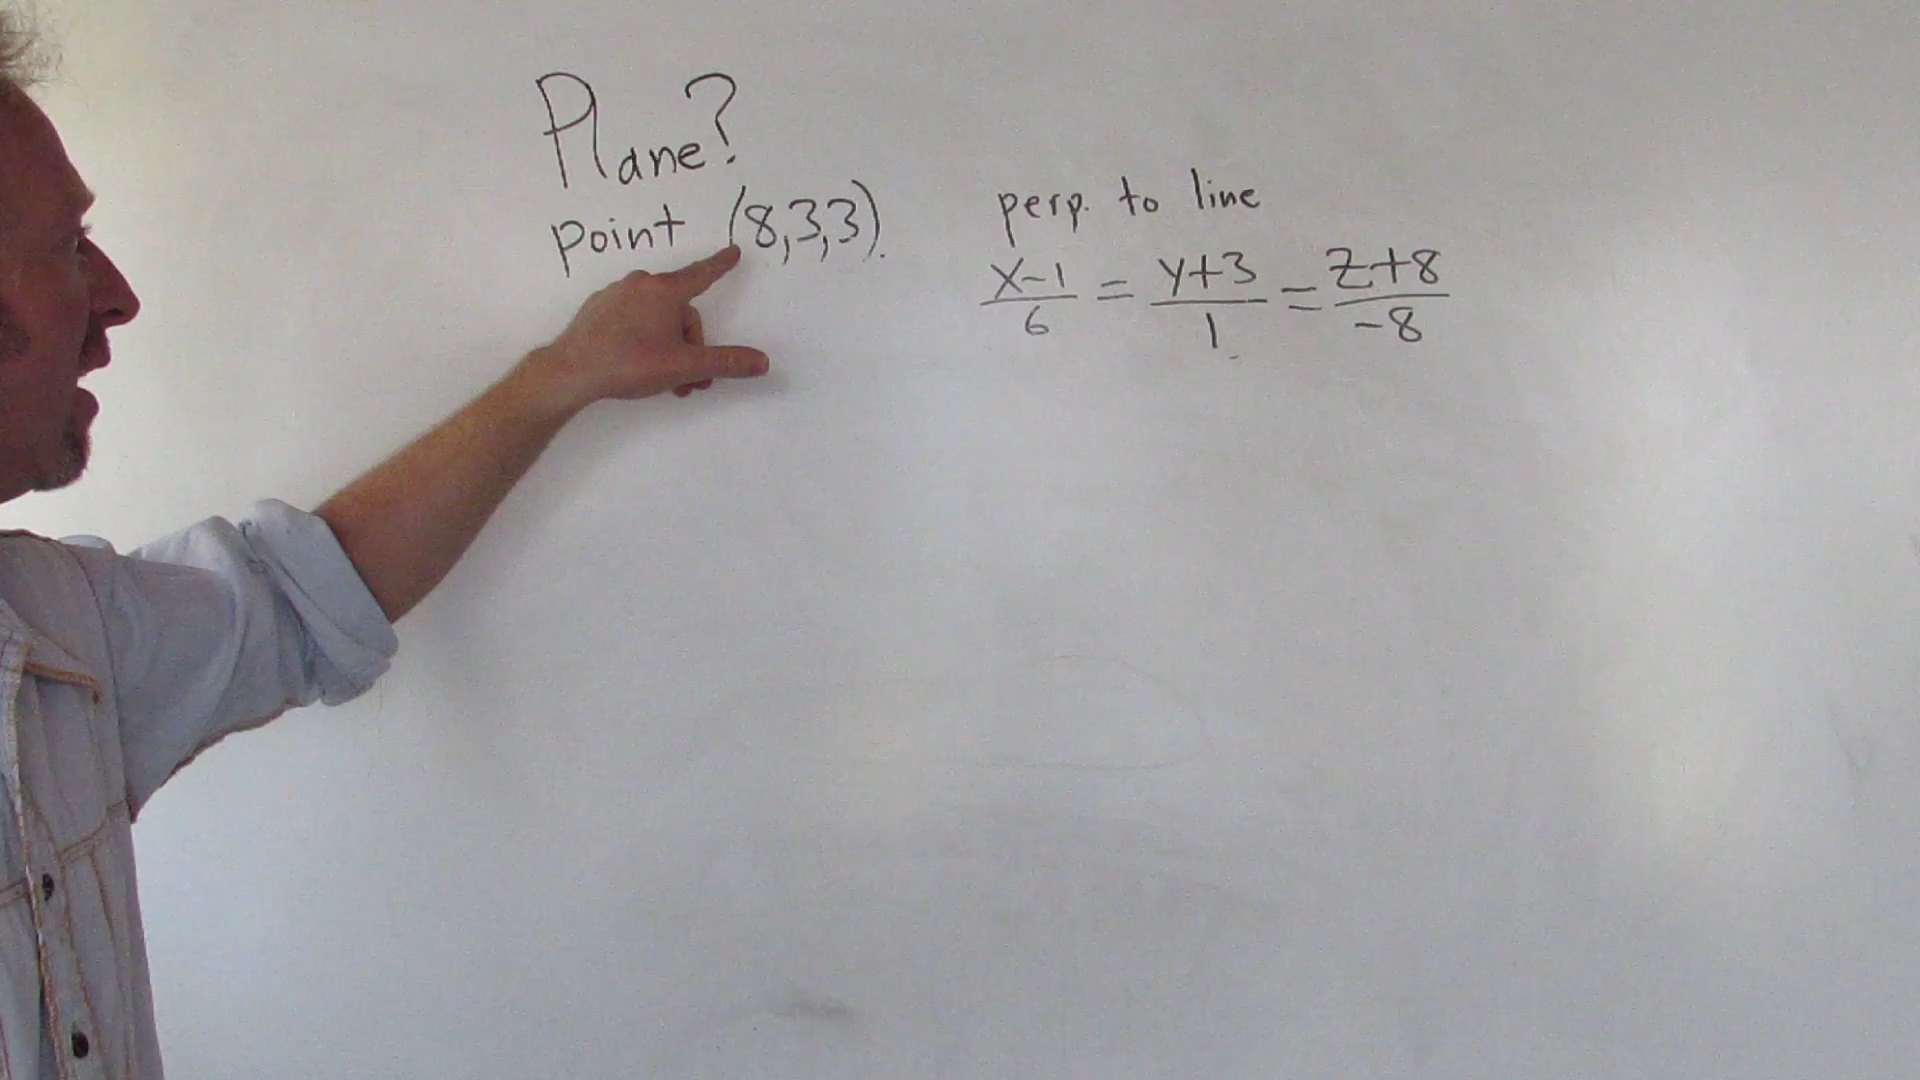 Plane?
point (8,3,3).
perp. to line
x-1/6 = y+3/1 = z+8/-8